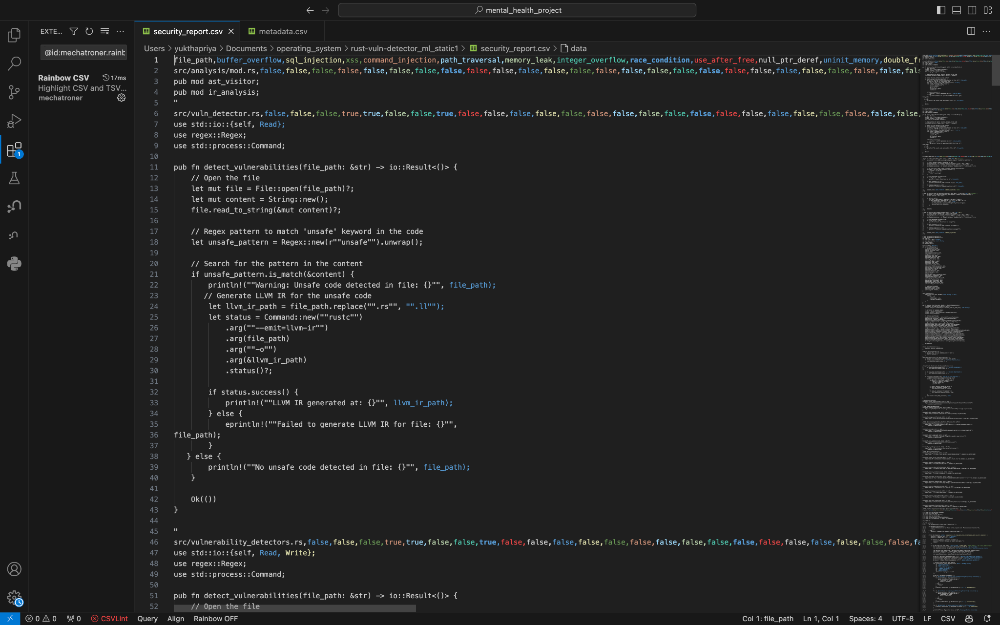 mental_health_project
EXTE...
@id:mechatroner.rainb
Rainbow CSV 17ms
Highlight CSV and TSV...
mechatroner
1
security_report.csv
metadata.csv
Users > yukthapriya > Documents > operating_system > rust-vuln-detector_ml_static1 > security_report.csv > data
1 file_path,buffer_overflow,sql_injection,xss,command_injection,path_traversal,memory_leak,integer_overflow,race_condition,use_after_free,null_ptr_deref,uninit_memory,double_fr
2 src/analysis/mod.rs,false,false,false,false,false,false,false,false,false,false,false,false,false,false,false,false,false,false,false,false,false,false,false,false,false,fals
3 pub mod ast_visitor;
4 pub mod ir_analysis;
5 "
6 src/vuln_detector.rs,false,false,false,true,true,false,false,true,false,false,false,false,false,false,false,false,false,false,false,false,false,false,false,false,false,false,
7 use std::io::{self, Read};
8 use regex::Regex;
9 use std::process::Command;
10
11 pub fn detect_vulnerabilities(file_path: &str) -> io::Result<()> {
12 // Open the file
13 let mut file = File::open(file_path)?;
14 let mut content = String::new();
15 file.read_to_string(&mut content)?;
16
17 // Regex pattern to match 'unsafe' keyword in the code
18 let unsafe_pattern = Regex::new(r""unsafe"").unwrap();
19
20 // Search for the pattern in the content
21 if unsafe_pattern.is_match(&content) {
22 println!(""Warning: Unsafe code detected in file: {}"", file_path);
23 // Generate LLVM IR for the unsafe code
24 let llvm_ir_path = file_path.replace("".rs"", "".ll"");
25 let status = Command::new(""rustc"")
26 .arg(""--emit=llvm-ir"")
27 .arg(file_path)
28 .arg(""-o"")
29 .arg(&llvm_ir_path)
30 .status()?;
31
32 if status.success() {
33 println!(""LLVM IR generated at: {}"", llvm_ir_path);
34 } else {
35 eprintln!(""Failed to generate LLVM IR for file: {}"",
36 file_path);
37 }
38 } else {
39 println!(""No unsafe code detected in file: {}"", file_path);
40 }
41
42 Ok(())
43 }
44
45 "
46 src/vulnerability_detectors.rs,false,false,false,true,true,false,false,true,false,false,false,false,false,false,false,false,false,false,false,false,false,false,false,false,fa
47 use std::io::{self, Read, Write};
48 use regex::Regex;
49 use std::process::Command;
50
51 pub fn detect_vulnerabilities(file_path: &str) -> io::Result<()> {
52 // Open the file
0 0 0 CSVLint Query Align Rainbow OFF Col 1: file_path Ln 1, Col 1 Spaces: 4 UTF-8 LF CSV